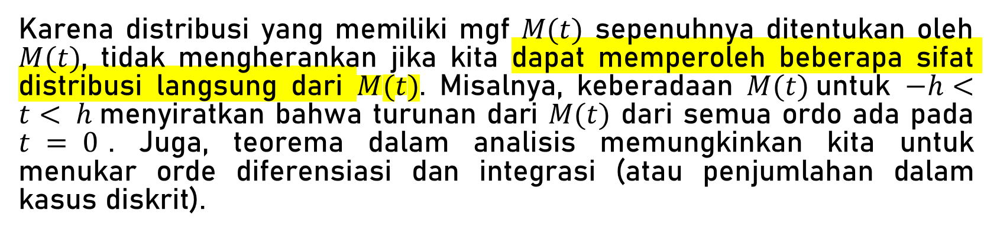 Karena distribusi yang memiliki mgf M(t) sepenuhnya ditentukan oleh
M(t), tidak mengherankan jika kita dapat memperoleh beberapa sifat
distribusi langsung dari M(t). Misalnya, keberadaan M(t) untuk −h <
t < h menyiratkan bahwa turunan dari M(t) dari semua ordo ada pada
t = 0 . Juga, teorema dalam analisis memungkinkan kita untuk
menukar orde diferensiasi dan integrasi (atau penjumlahan dalam
kasus diskrit).